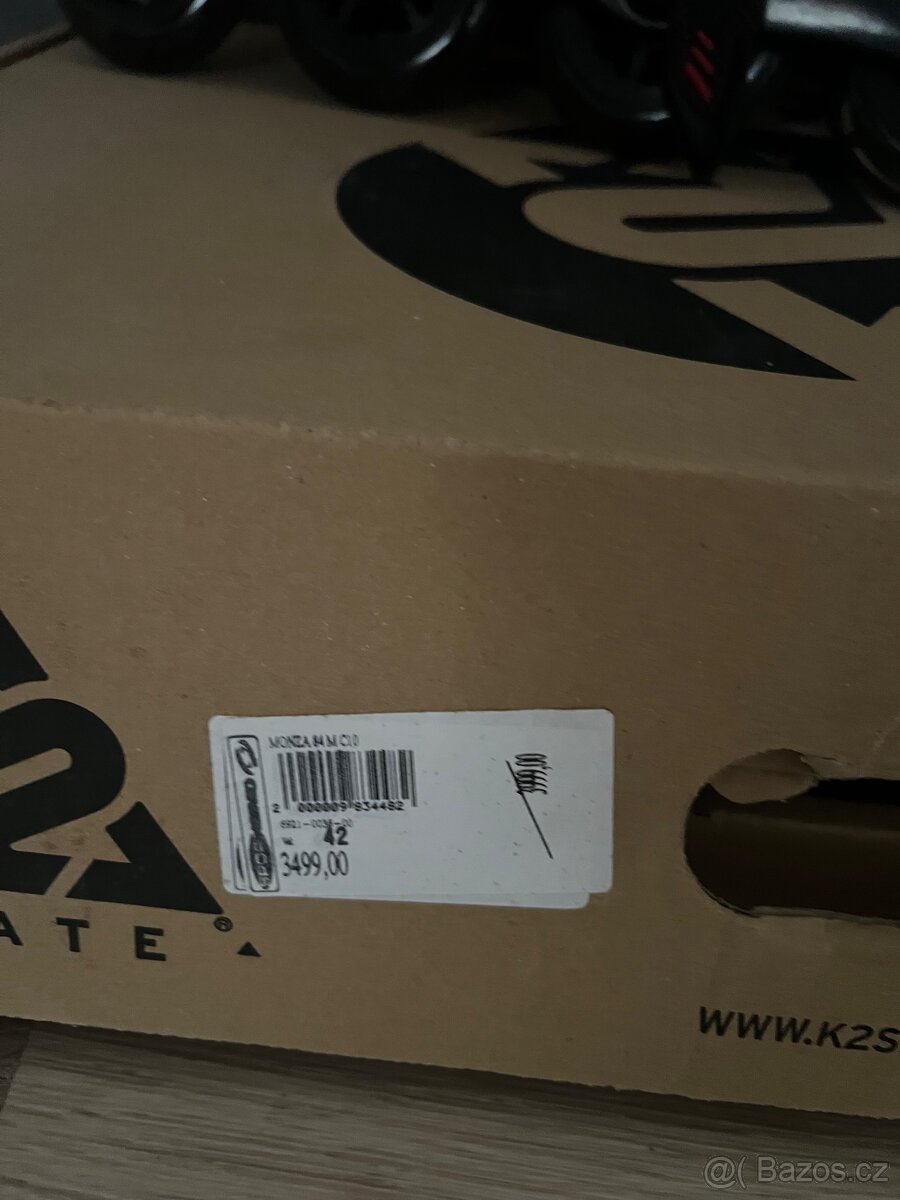 MONZA 84 M C10
2 000009 834482
42
3499,00
ATE®
WWW.K2S
@( Bazos.cz